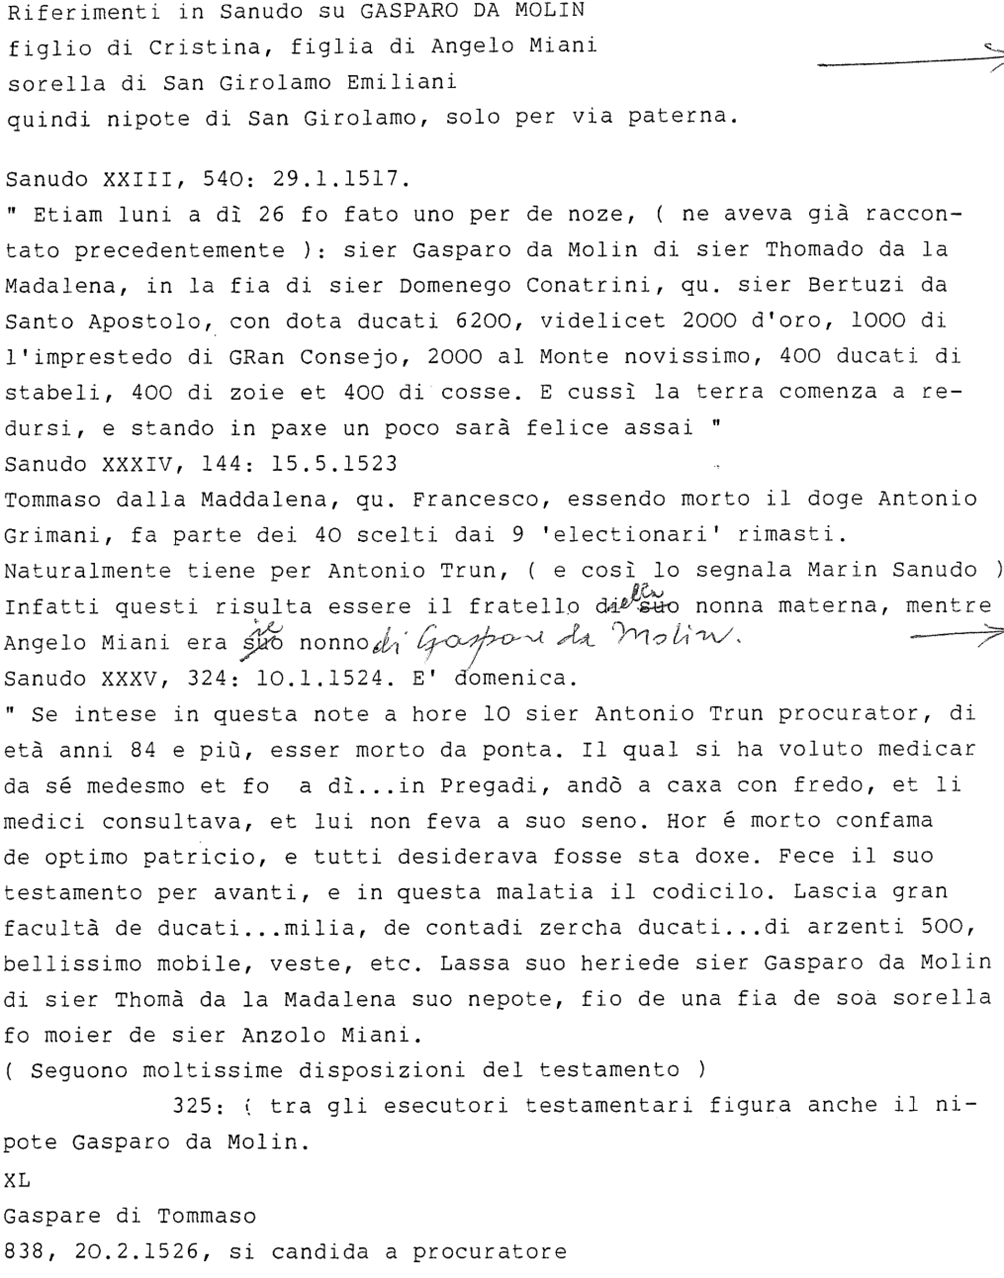 Riferimenti in Sanudo su GASPARO DA MOLIN
figlio di Cristina, figlia di Angelo Miani
sorella di San Girolamo Emiliani
quindi nipote di San Girolamo, solo per via paterna.
Sanudo XXIII, 540: 29.1.1517.
" Etiam luni a dì 26 fo fato uno per de noze, ( ne aveva già raccon-
tato precedentemente ): sier Gasparo da Molin di sier Thomado da la
Madalena, in la fia di sier Domenego Conatrini, qu. sier Bertuzi da
Santo Apostolo, con dota ducati 6200, videlicet 2000 d'oro, 1000 di
l'imprestedo di GRan Consejo, 2000 al Monte novissimo, 400 ducati di
stabeli, 400 di zoie et 400 di cosse. E cussì la terra comenza a re-
dursi, e stando in paxe un poco sarà felice assai "
Sanudo XXXIV, 144: 15.5.1523
Tommaso dalla Maddalena, qu. Francesco, essendo morto il doge Antonio
Grimani, fa parte dei 40 scelti dai 9 'electionari' rimasti.
Naturalmente tiene per Antonio Trun, ( e così lo segnala Marin Sanudo )
Infatti questi risulta essere il fratello della nonna materna, mentre
Angelo Miani era il nonno di Gaspare da Molin.
Sanudo XXXV, 324: 10.1.1524. E' domenica.
" Se intese in questa note a hore 10 sier Antonio Trun procurator, di
età anni 84 e più, esser morto da ponta. Il qual si ha voluto medicar
da sé medesmo et fo a dì...in Pregadi, andò a caxa con fredo, et li
medici consultava, et lui non feva a suo seno. Hor é morto confama
de optimo patricio, e tutti desiderava fosse sta doxe. Fece il suo
testamento per avanti, e in questa malatia il codicilo. Lascia gran
facultà de ducati...milia, de contadi zercha ducati...di arzenti 500,
bellissimo mobile, veste, etc. Lassa suo heriede sier Gasparo da Molin
di sier Thomà da la Madalena suo nepote, fio de una fia de soa sorella
fo moier de sier Anzolo Miani.
( Seguono moltissime disposizioni del testamento )
325: ( tra gli esecutori testamentari figura anche il ni-
pote Gasparo da Molin.
XL
Gaspare di Tommaso
838, 20.2.1526, si candida a procuratore